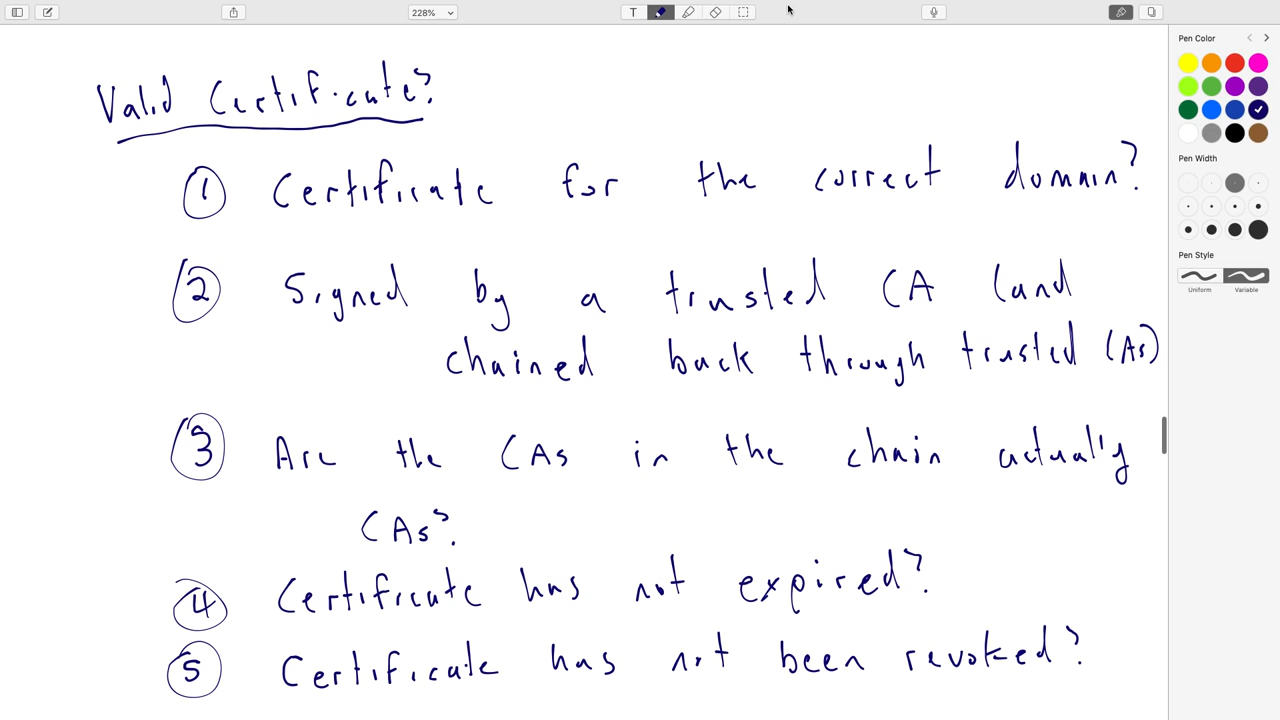 228%
T
Pen Color
Valid Certificate?
① Certificate for the correct domain?
Pen Width
② Signed by a trusted CA (and
chained back through trusted CAs)
Pen Style
Uniform Variable
③ Are the CAs in the chain actually
CAs?
④ Certificate has not expired?
⑤ Certificate has not been revoked?